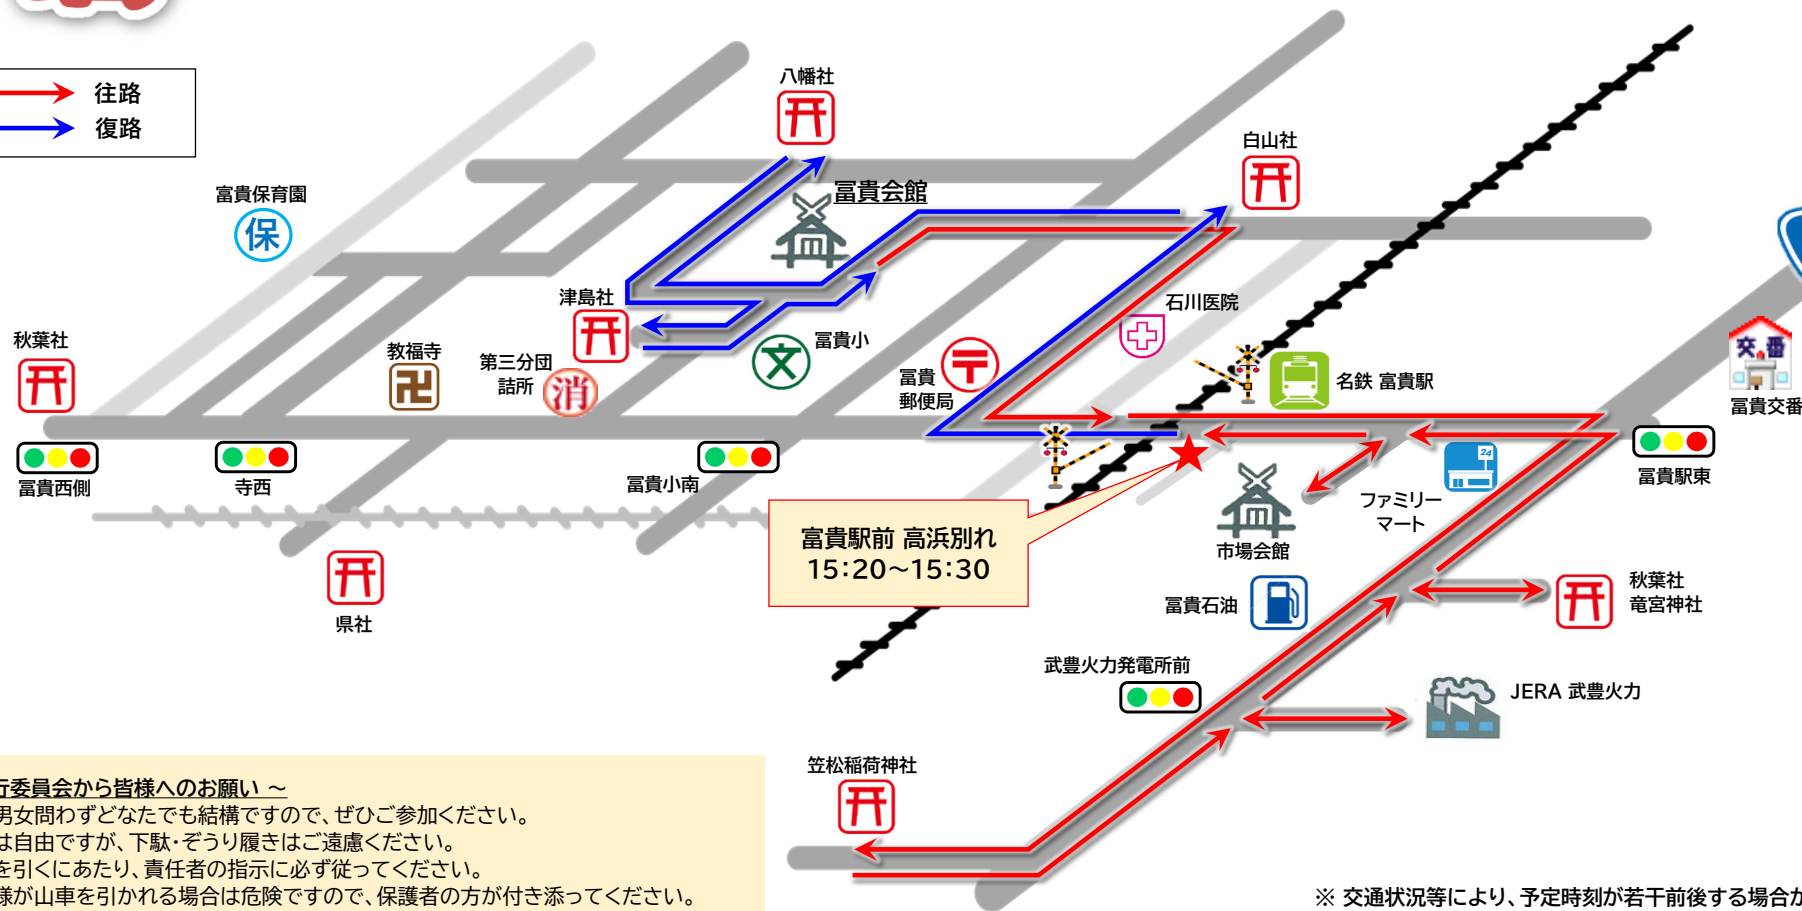 往路
復路
八幡社
白山社
富貴会館
富貴保育園
保
津島社
石川医院
秋葉社
教福寺
第三分団
詰所
消
文
富貴小
富貴
郵便局
名鉄 富貴駅
交番
富貴交番
富貴西側
寺西
富貴小南
24
ファミリー
マート
富貴駅東
市場会館
富貴駅前 高浜別れ
15:20～15:30
県社
富貴石油
秋葉社
竜宮神社
武豊火力発電所前
JERA 武豊火力
笠松稲荷神社
行委員会から皆様へのお願い ～
男女問わずどなたでも結構ですので、ぜひご参加ください。
は自由ですが、下駄・ぞうり履きはご遠慮ください。
を引くにあたり、責任者の指示に必ず従ってください。
様が山車を引かれる場合は危険ですので、保護者の方が付き添ってください。
※ 交通状況等により、予定時刻が若干前後する場合が